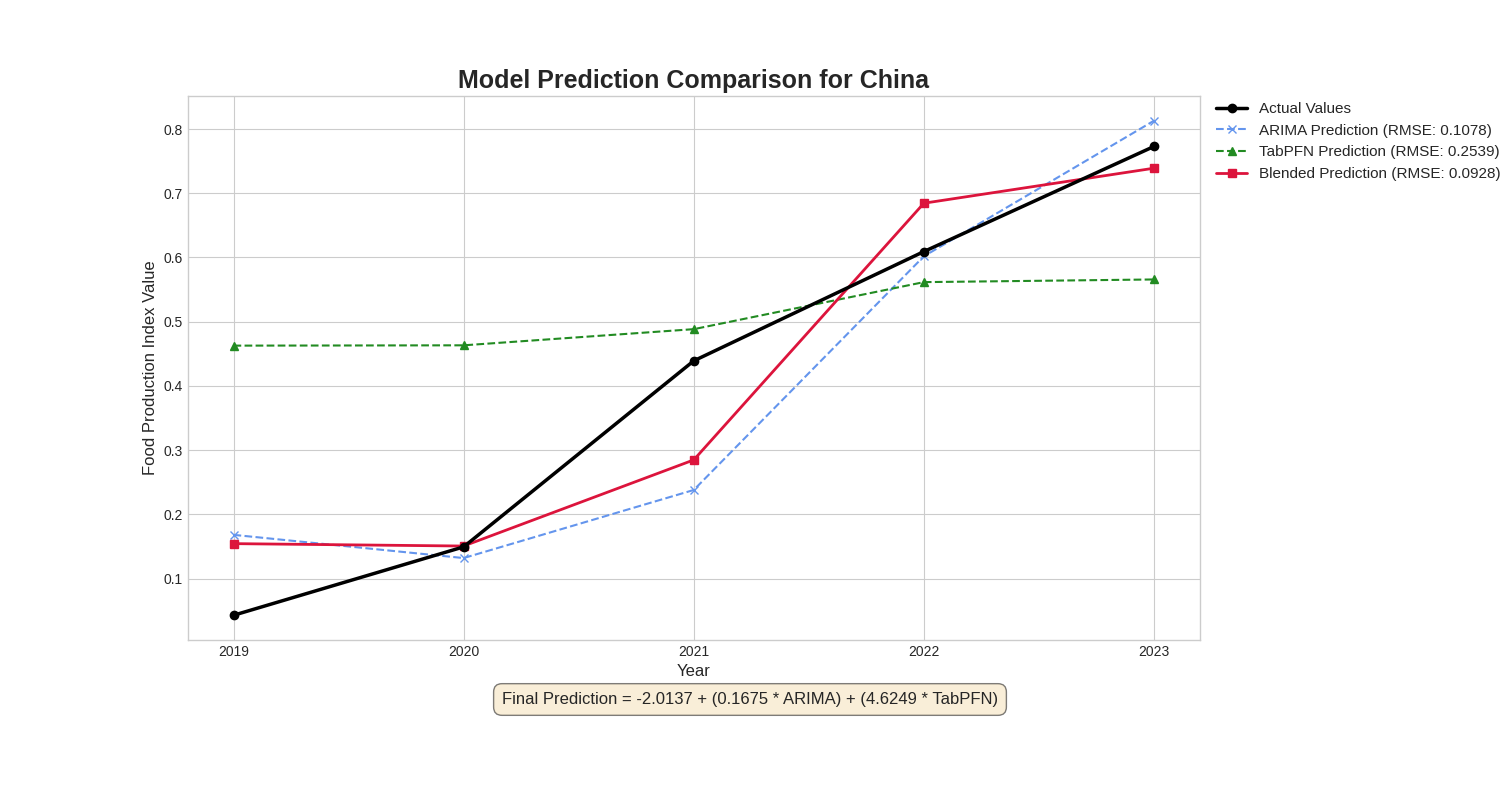 Model Prediction Comparison for China
Actual Values
ARIMA Prediction (RMSE: 0.1078)
TabPFN Prediction (RMSE: 0.2539)
Blended Prediction (RMSE: 0.0928)
Food Production Index Value
0.8
0.7
0.6
0.5
0.4
0.3
0.2
0.1
2019 2020 2021 2022 2023
Year
Final Prediction = -2.0137 + (0.1675 * ARIMA) + (4.6249 * TabPFN)